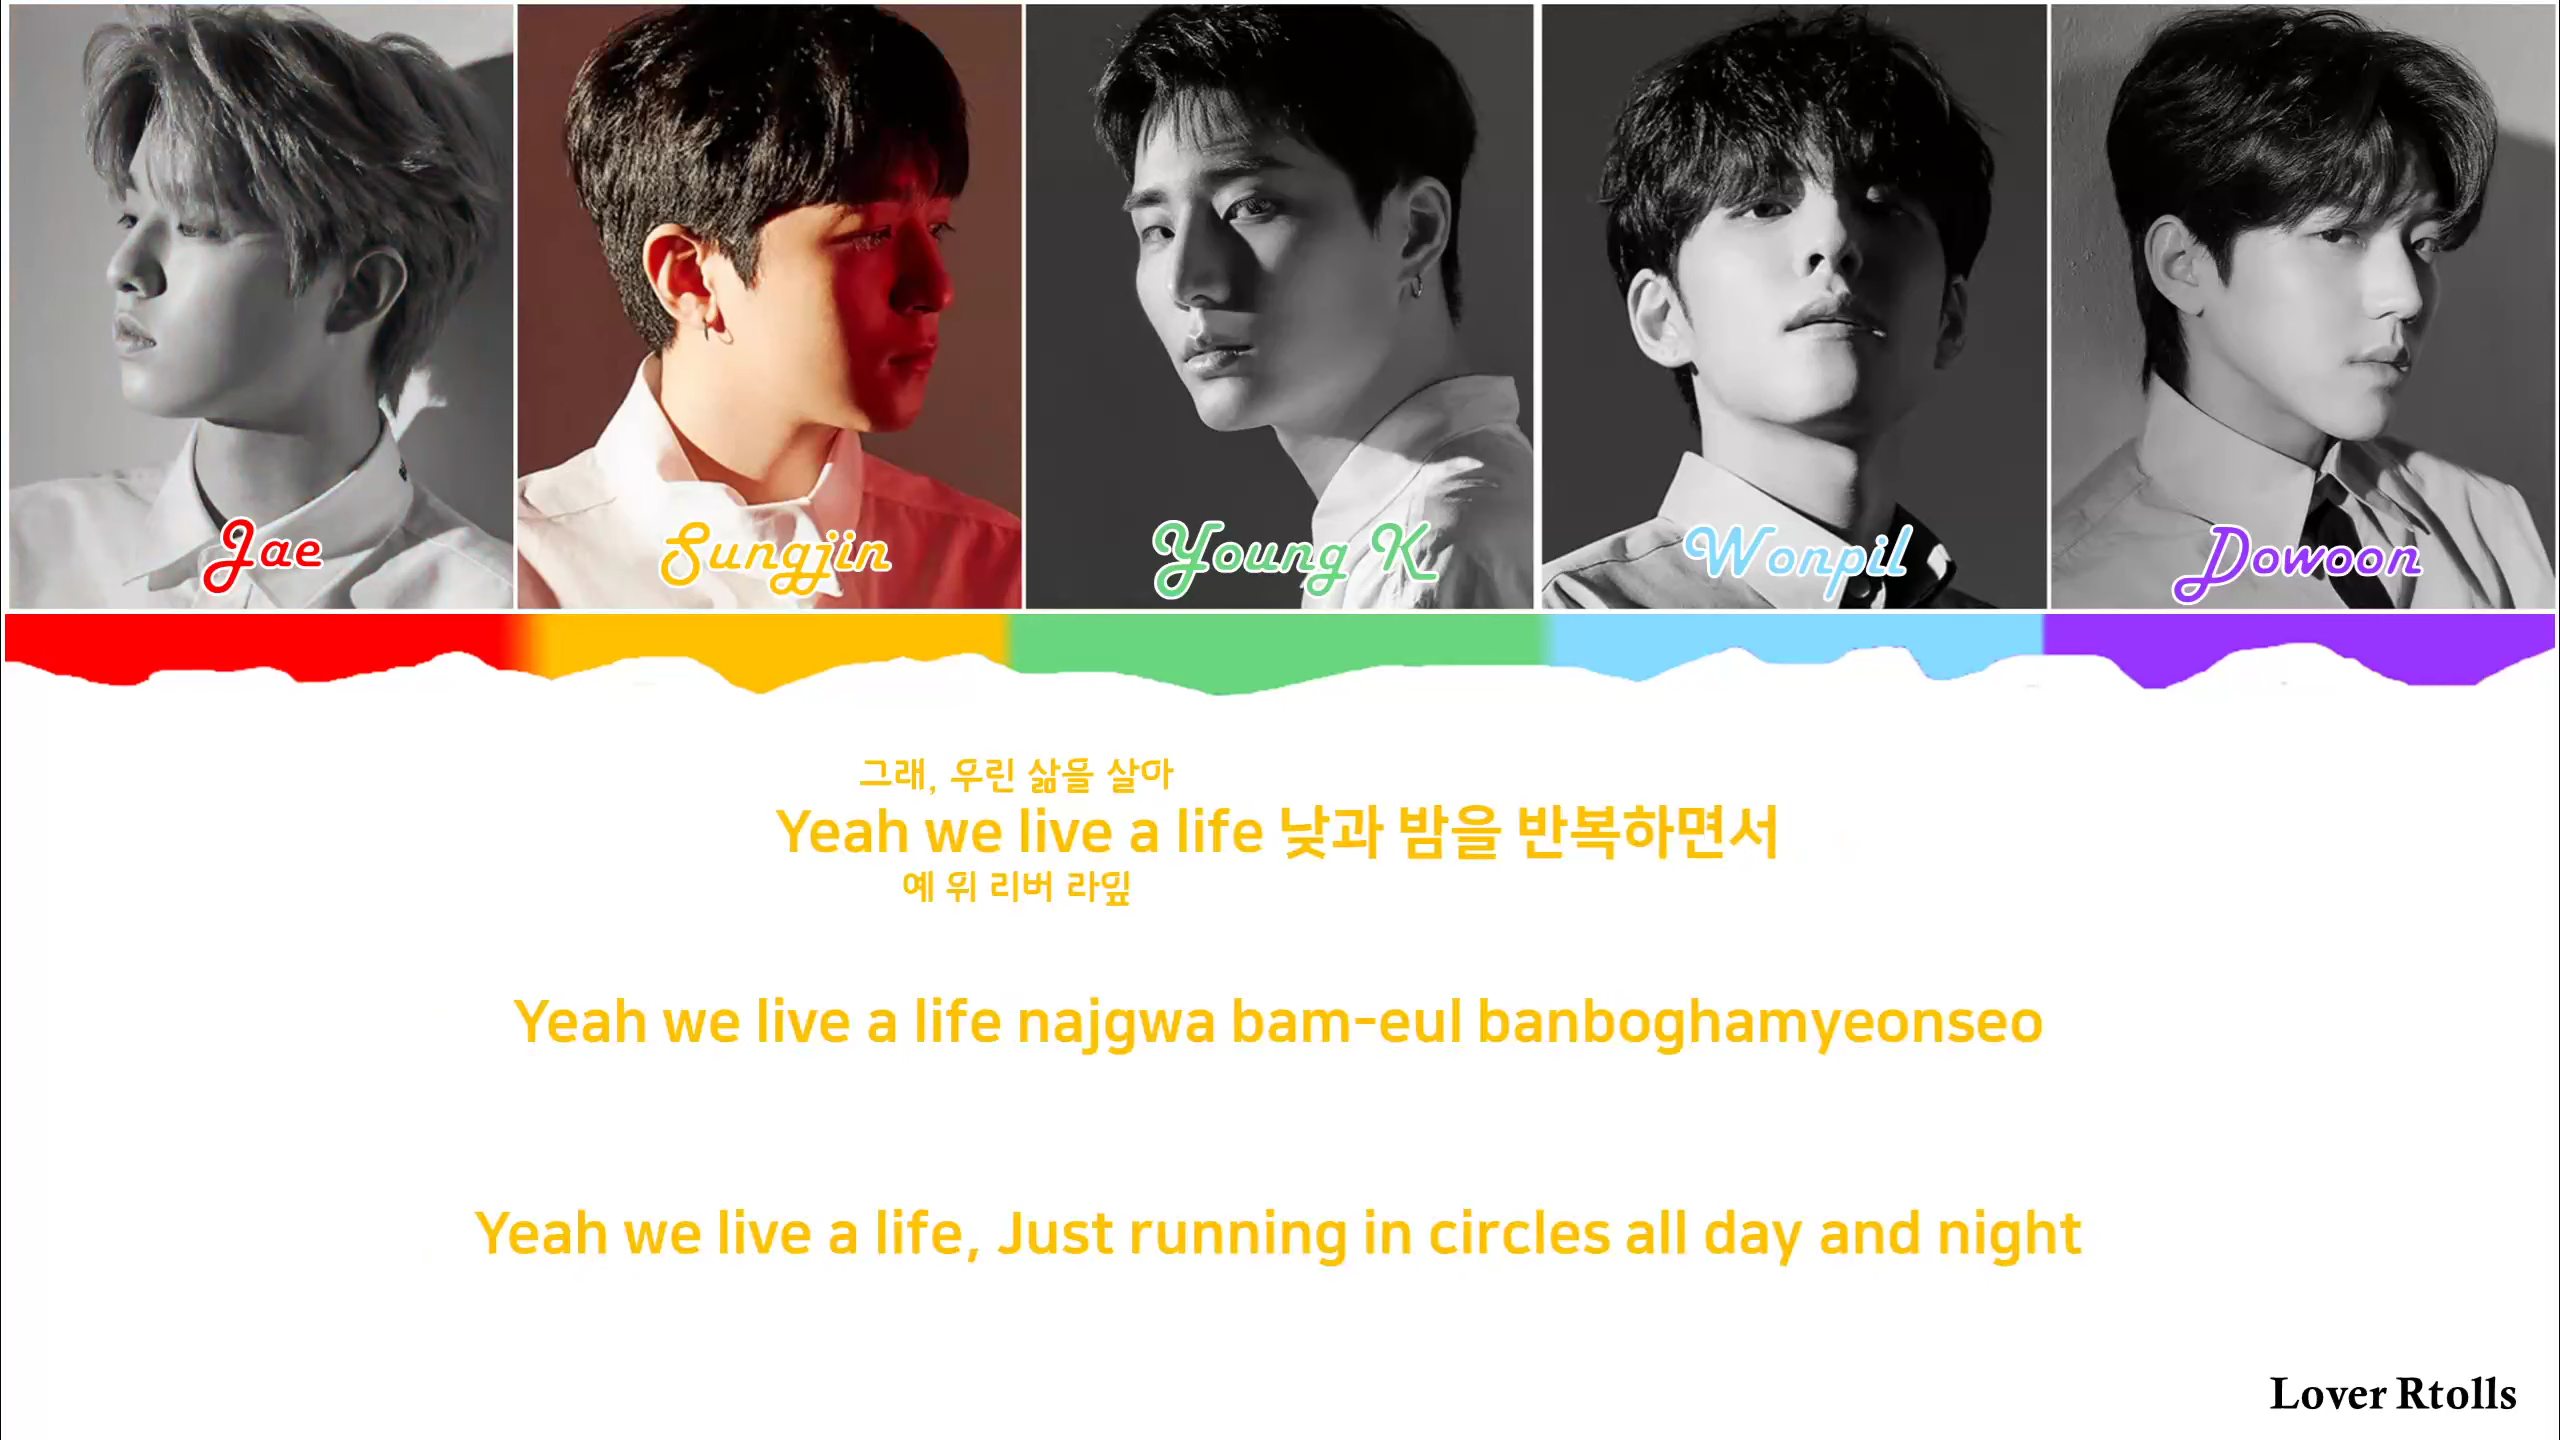 Jae
Sungjin
Young K
Wonpil
Dowoon
그래, 우린 삶을 살아
Yeah we live a life 낮과 밤을 반복하면서
예 위 리버 라잎
Yeah we live a life najgwa bam-eul banboghamyeonseo
Yeah we live a life, Just running in circles all day and night
Lover Rtolls